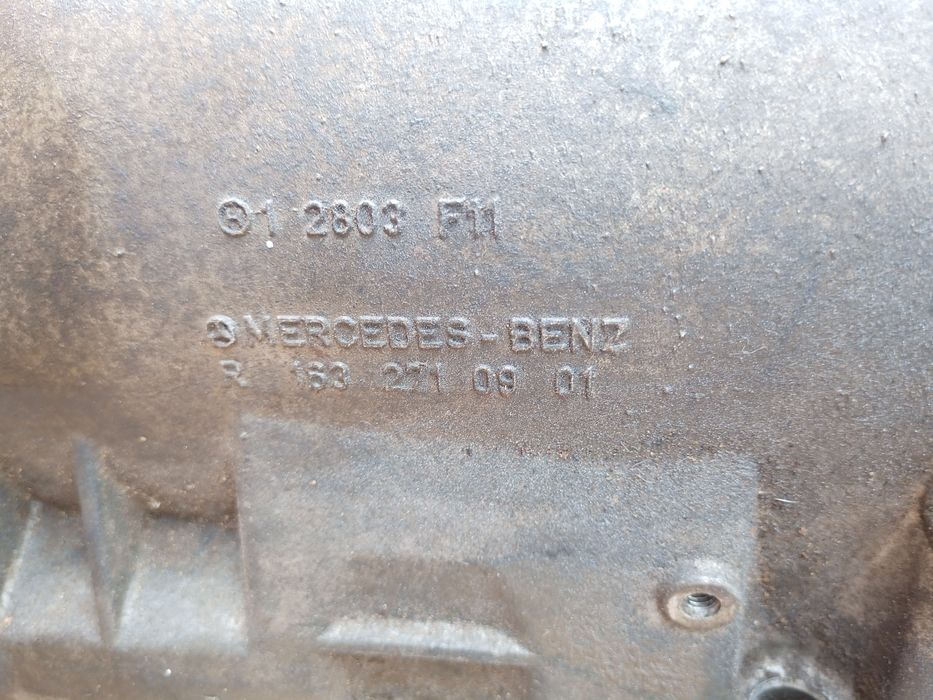 1 2803 F11
MERCEDES-BENZ
R 163 271 09 01